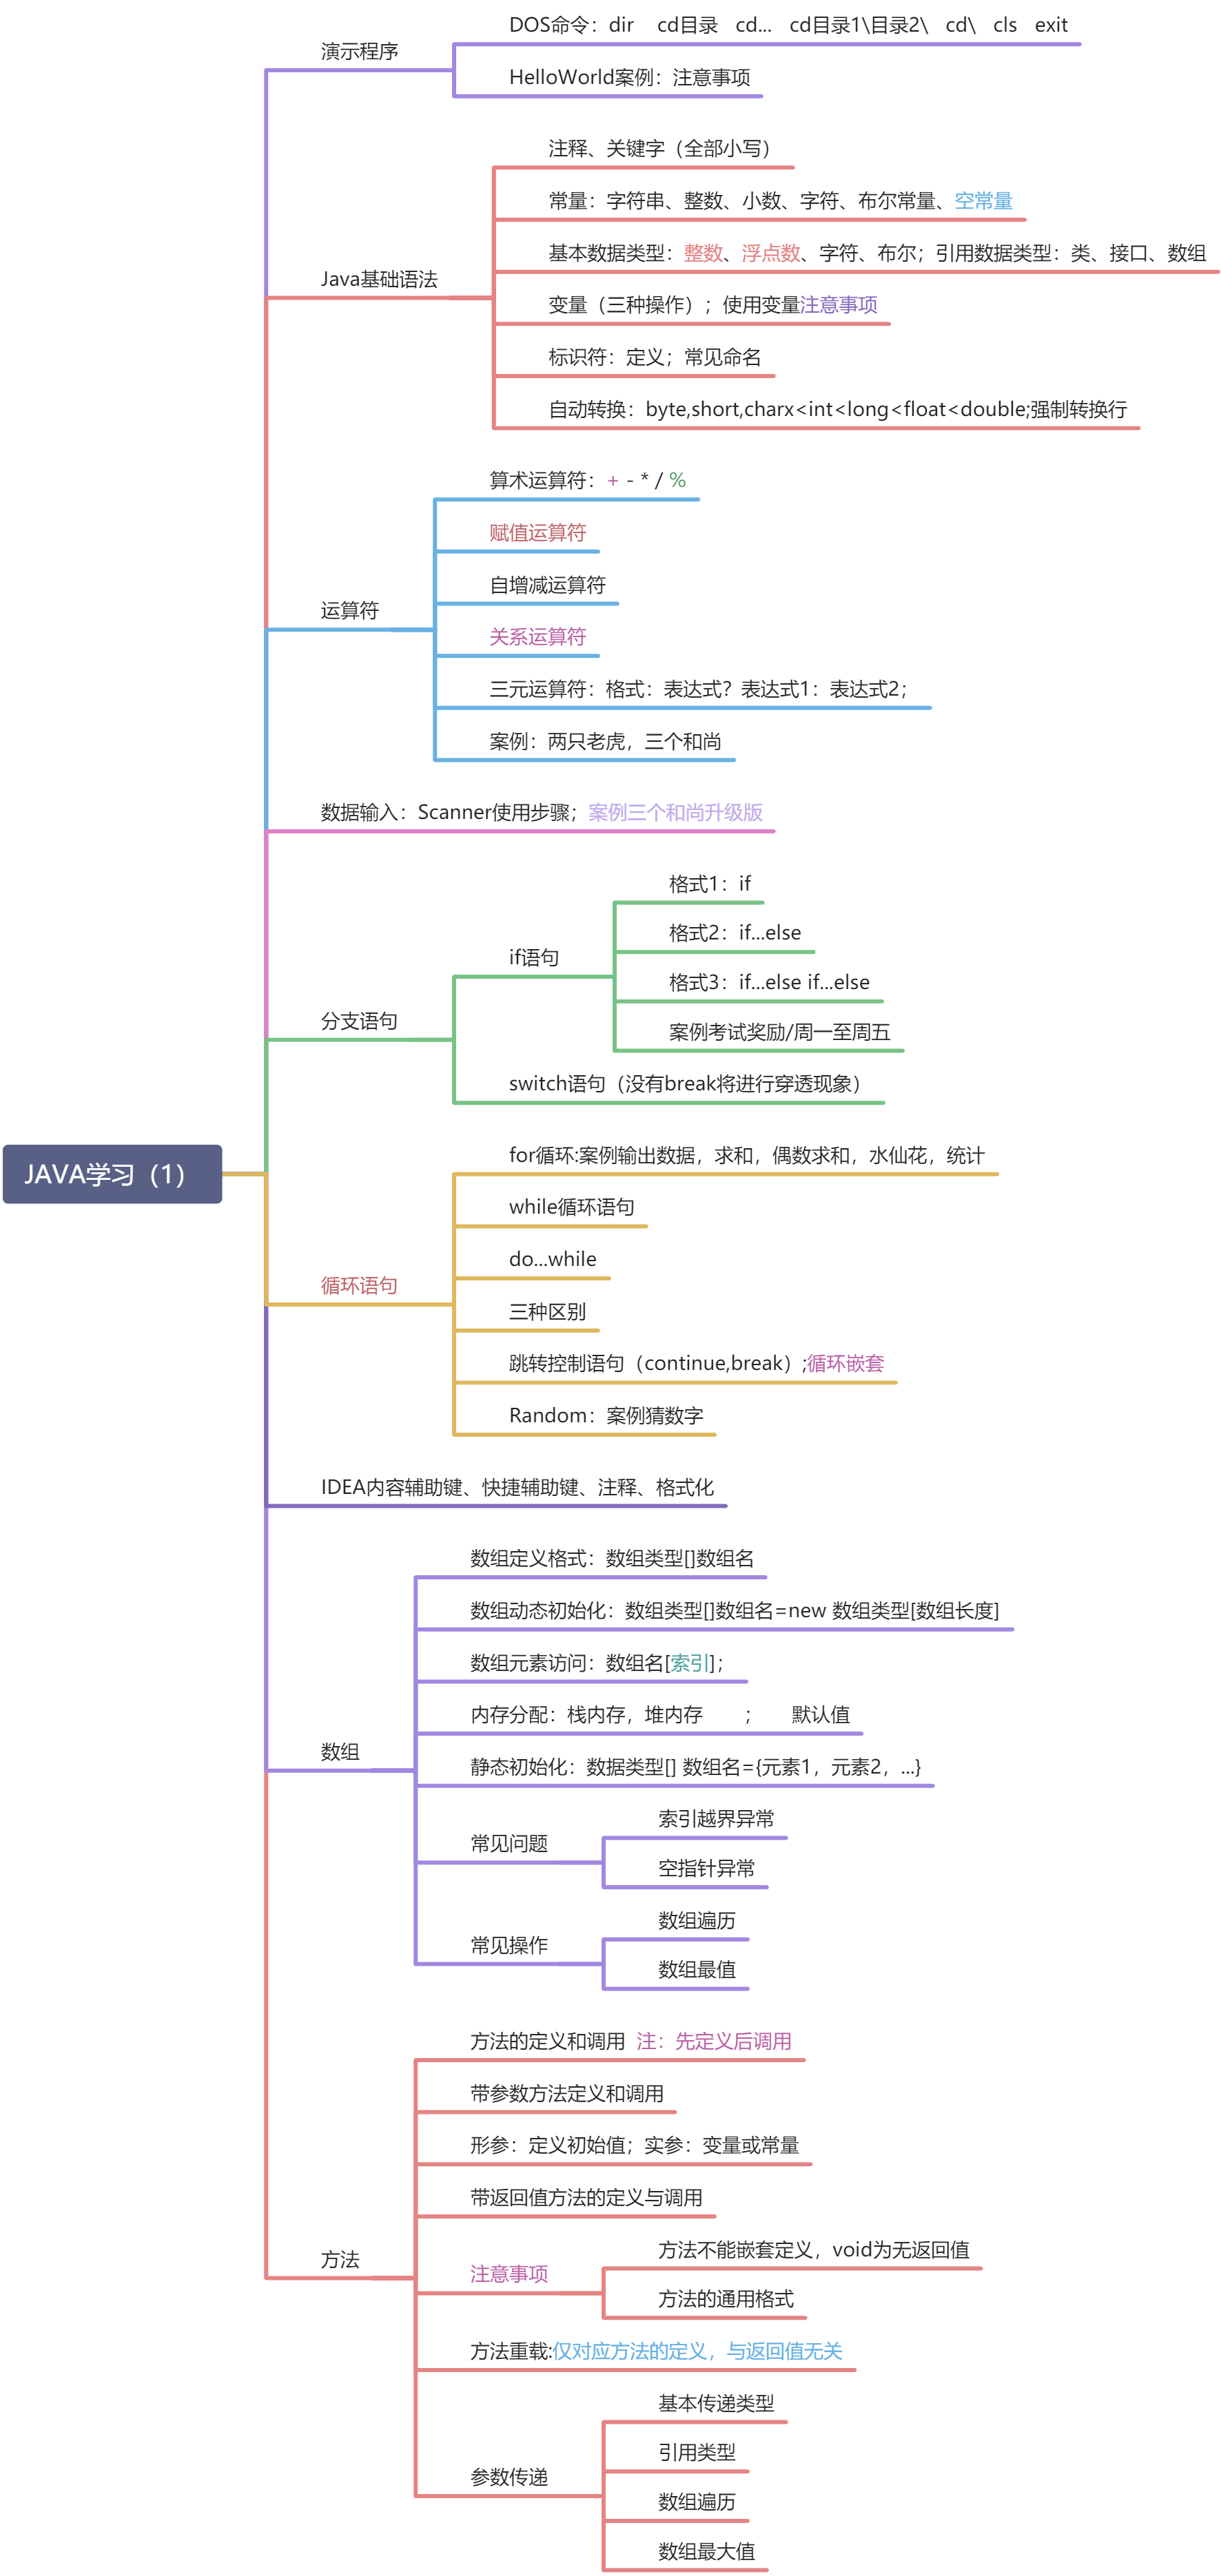 DOS命令：dir cd目录 cd... cd目录1\目录2\ cd\ cls exit
演示程序
HelloWorld案例：注意事项
注释、关键字（全部小写）
常量：字符串、整数、小数、字符、布尔常量、空常量
基本数据类型：整数、浮点数、字符、布尔；引用数据类型：类、接口、数组
Java基础语法
变量（三种操作）；使用变量注意事项
标识符：定义；常见命名
自动转换：byte,short,charx<int<long<float<double;强制转换行
算术运算符：+ - * / %
赋值运算符
自增减运算符
运算符
关系运算符
三元运算符：格式：表达式？表达式1：表达式2；
案例：两只老虎，三个和尚
数据输入：Scanner使用步骤；案例三个和尚升级版
格式1：if
格式2：if...else
if语句
格式3：if...else if...else
案例考试奖励/周一至周五
分支语句
switch语句（没有break将进行穿透现象）
JAVA学习（1）
for循环:案例输出数据，求和，偶数求和，水仙花，统计
while循环语句
do...while
循环语句
三种区别
跳转控制语句（continue,break）;循环嵌套
Random：案例猜数字
IDEA内容辅助键、快捷辅助键、注释、格式化
数组定义格式：数组类型[]数组名
数组动态初始化：数组类型[]数组名=new 数组类型[数组长度]
数组元素访问：数组名[索引]；
内存分配：栈内存，堆内存 ； 默认值
数组
静态初始化：数据类型[] 数组名={元素1，元素2，...}
索引越界异常
常见问题
空指针异常
数组遍历
常见操作
数组最值
方法的定义和调用 注：先定义后调用
带参数方法定义和调用
形参：定义初始值；实参：变量或常量
带返回值方法的定义与调用
方法
方法不能嵌套定义，void为无返回值
注意事项
方法的通用格式
方法重载:仅对应方法的定义，与返回值无关
基本传递类型
引用类型
参数传递
数组遍历
数组最大值